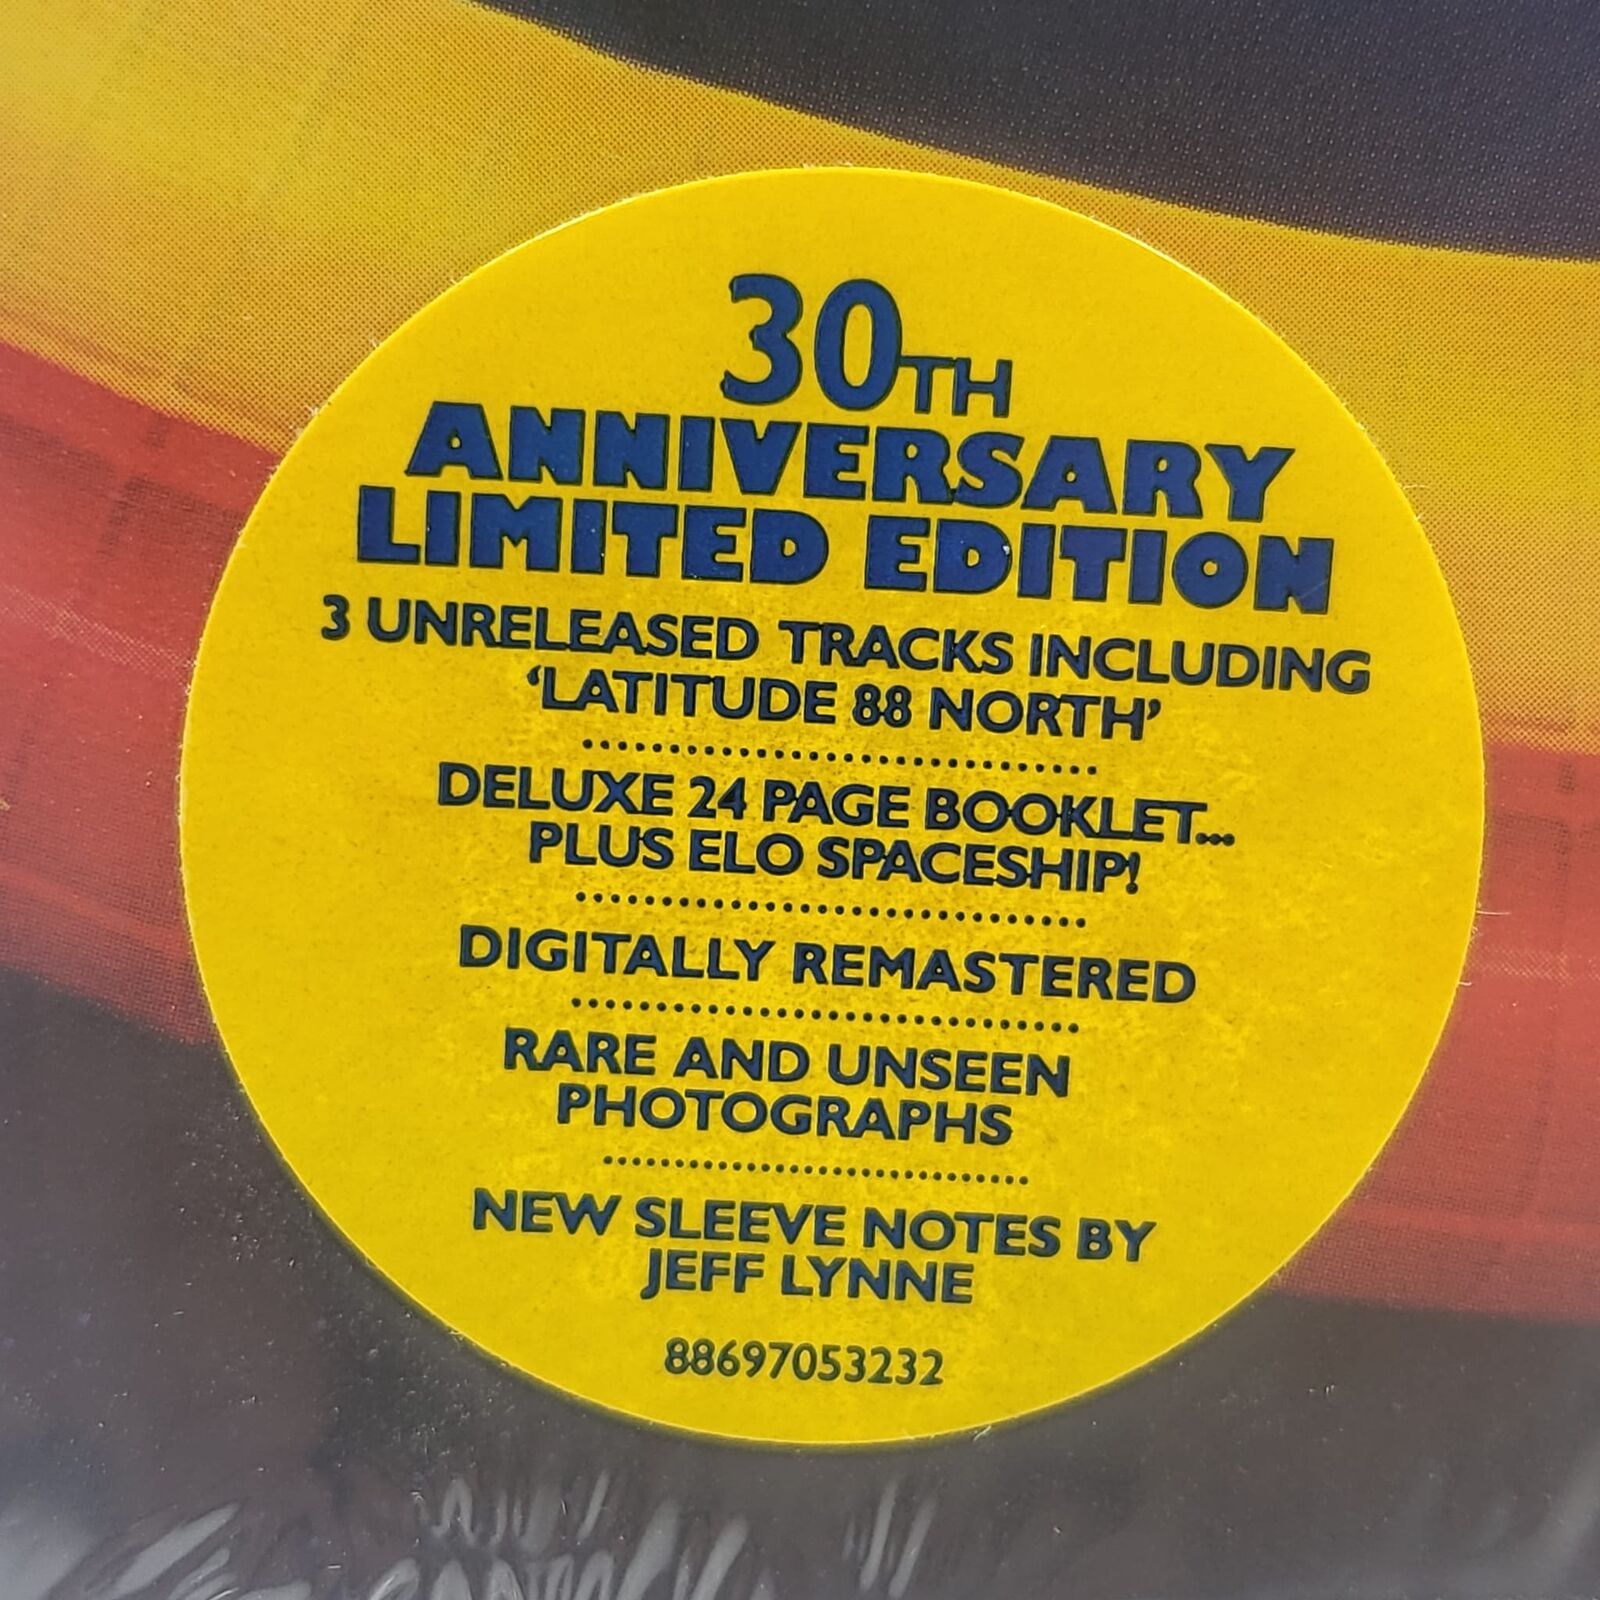 30TH
ANNIVERSARY
LIMITED EDITION
3 UNRELEASED TRACKS INCLUDING
‘LATITUDE 88 NORTH’
DELUXE 24 PAGE BOOKLET...
PLUS ELO SPACESHIP!
DIGITALLY REMASTERED
RARE AND UNSEEN
PHOTOGRAPHS
NEW SLEEVE NOTES BY
JEFF LYNNE
88697053232